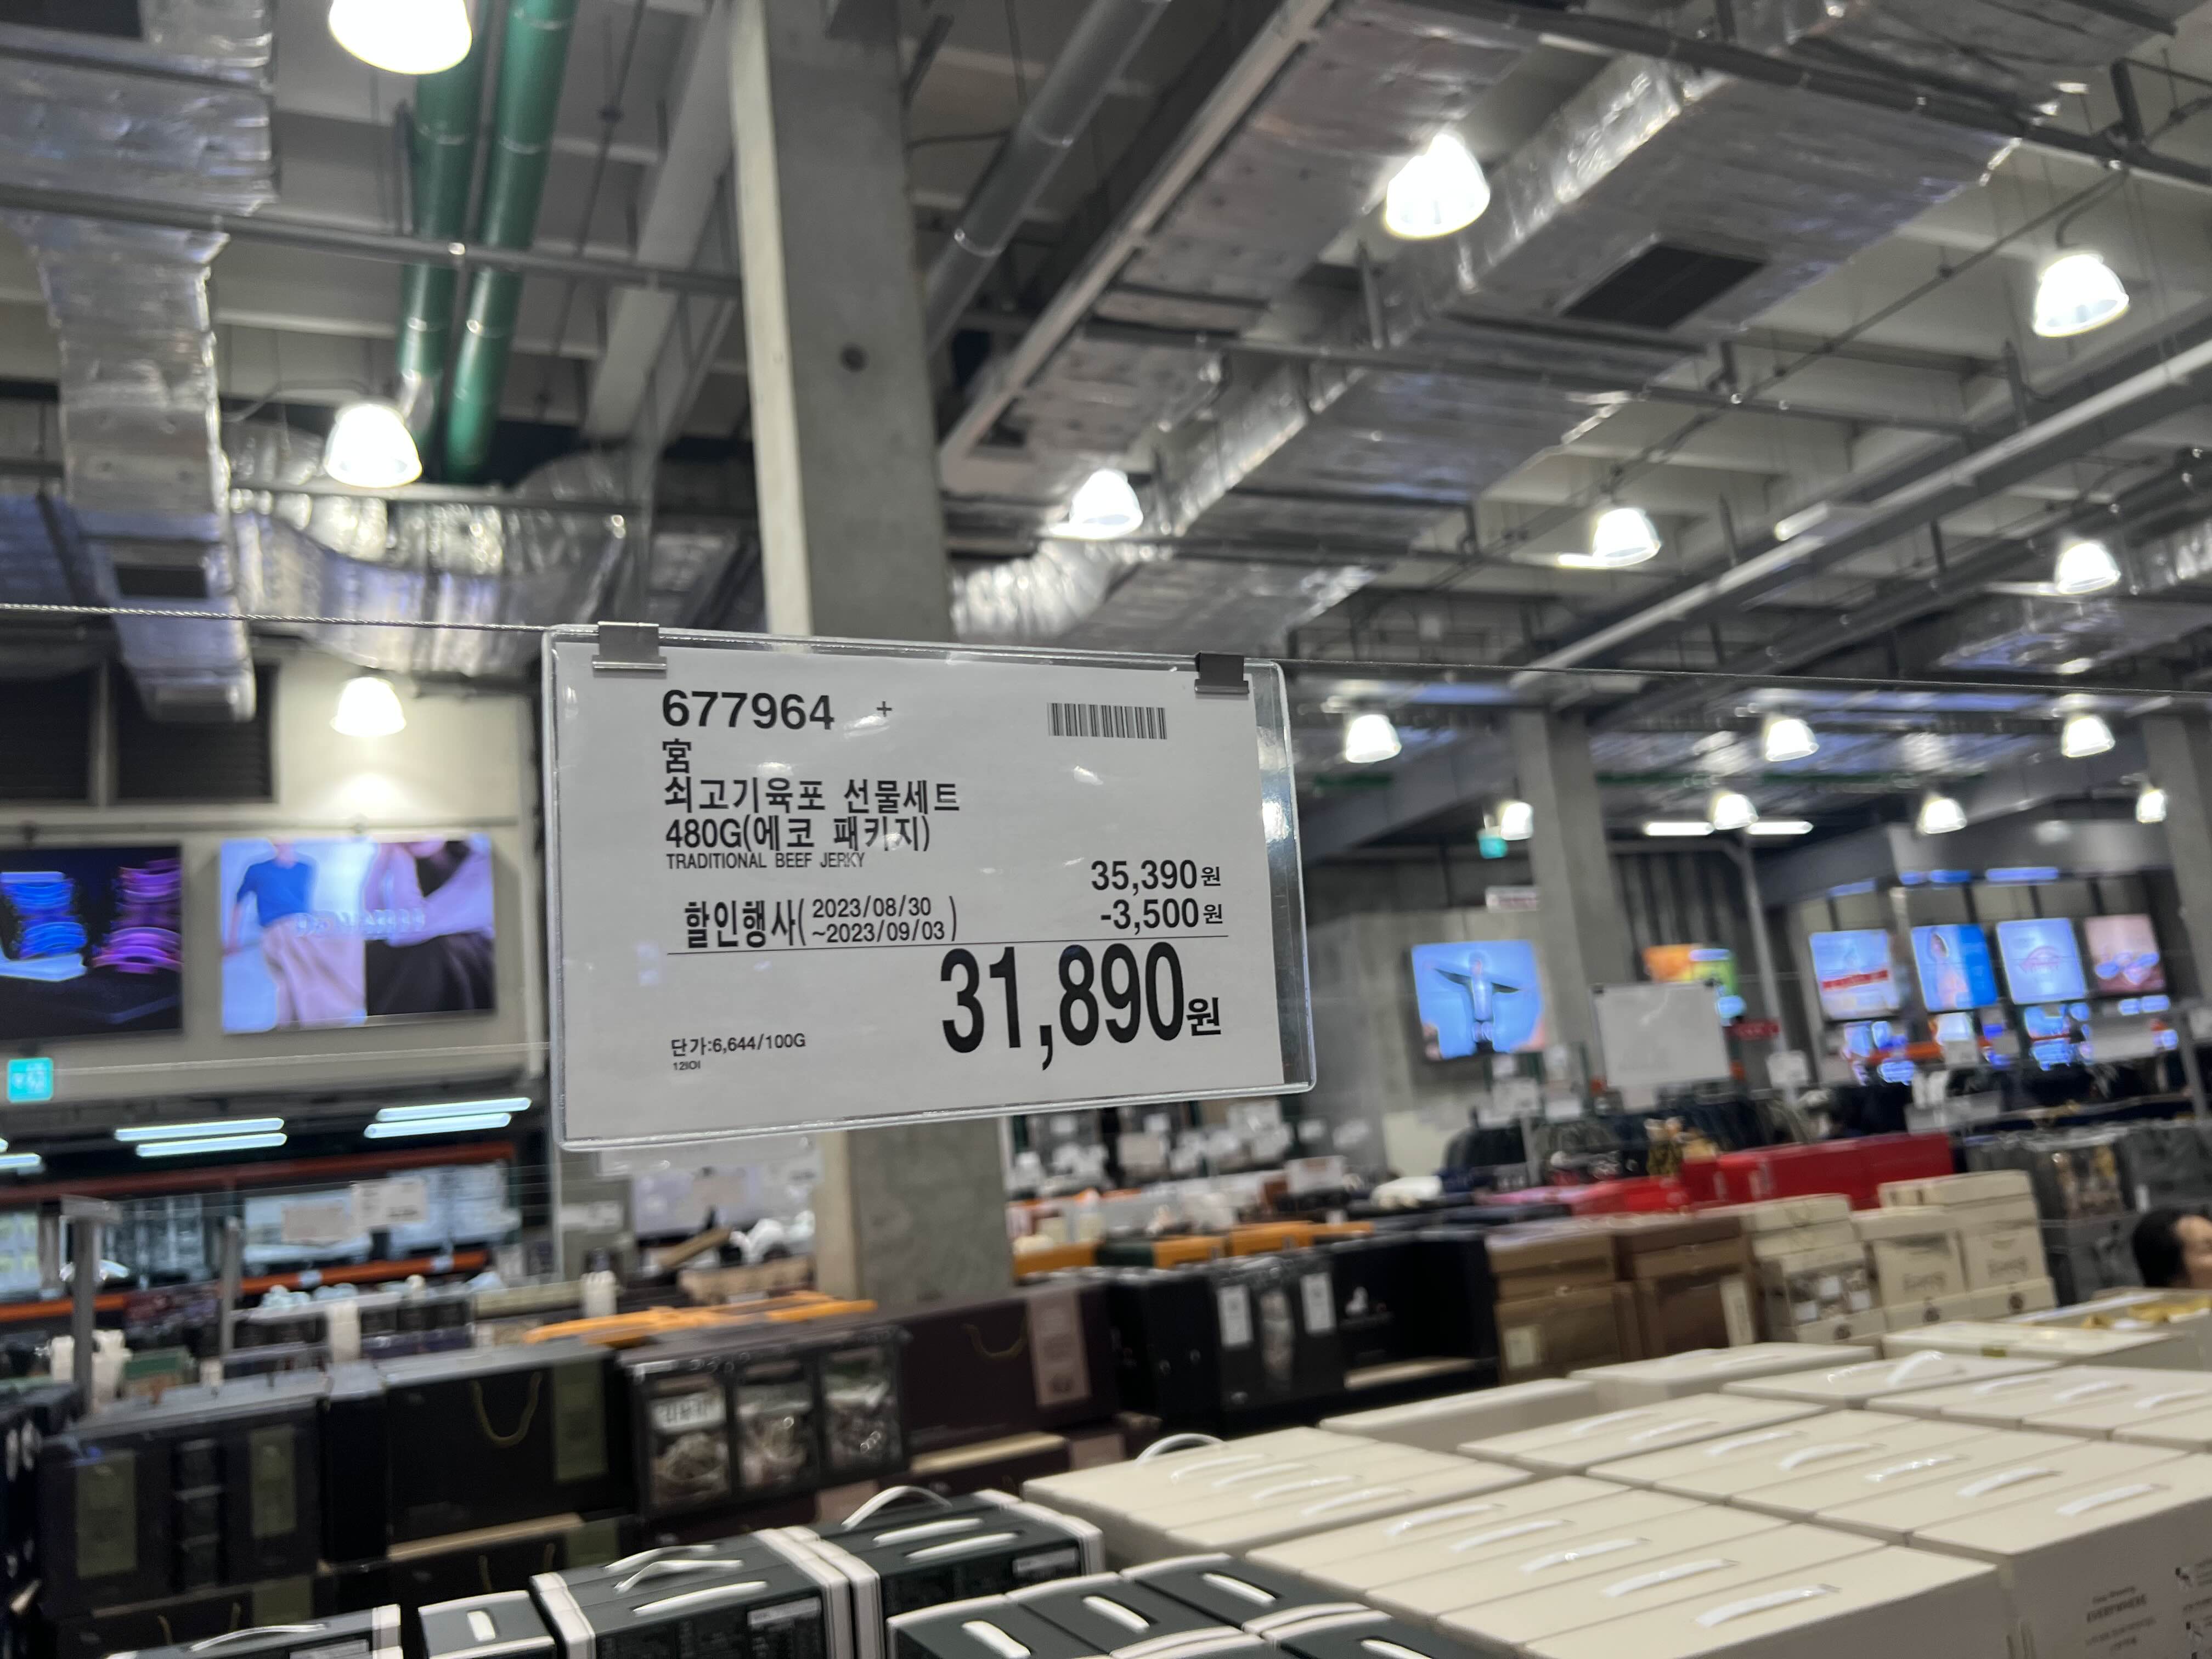 677964 +
宮
쇠고기육포 선물세트
480G(에코 패키지)
TRADITIONAL BEEF JERKY
35,390원
할인행사( 2023/08/30 ~2023/09/03 )
-3,500원
31,890원
단가:6,644/100G